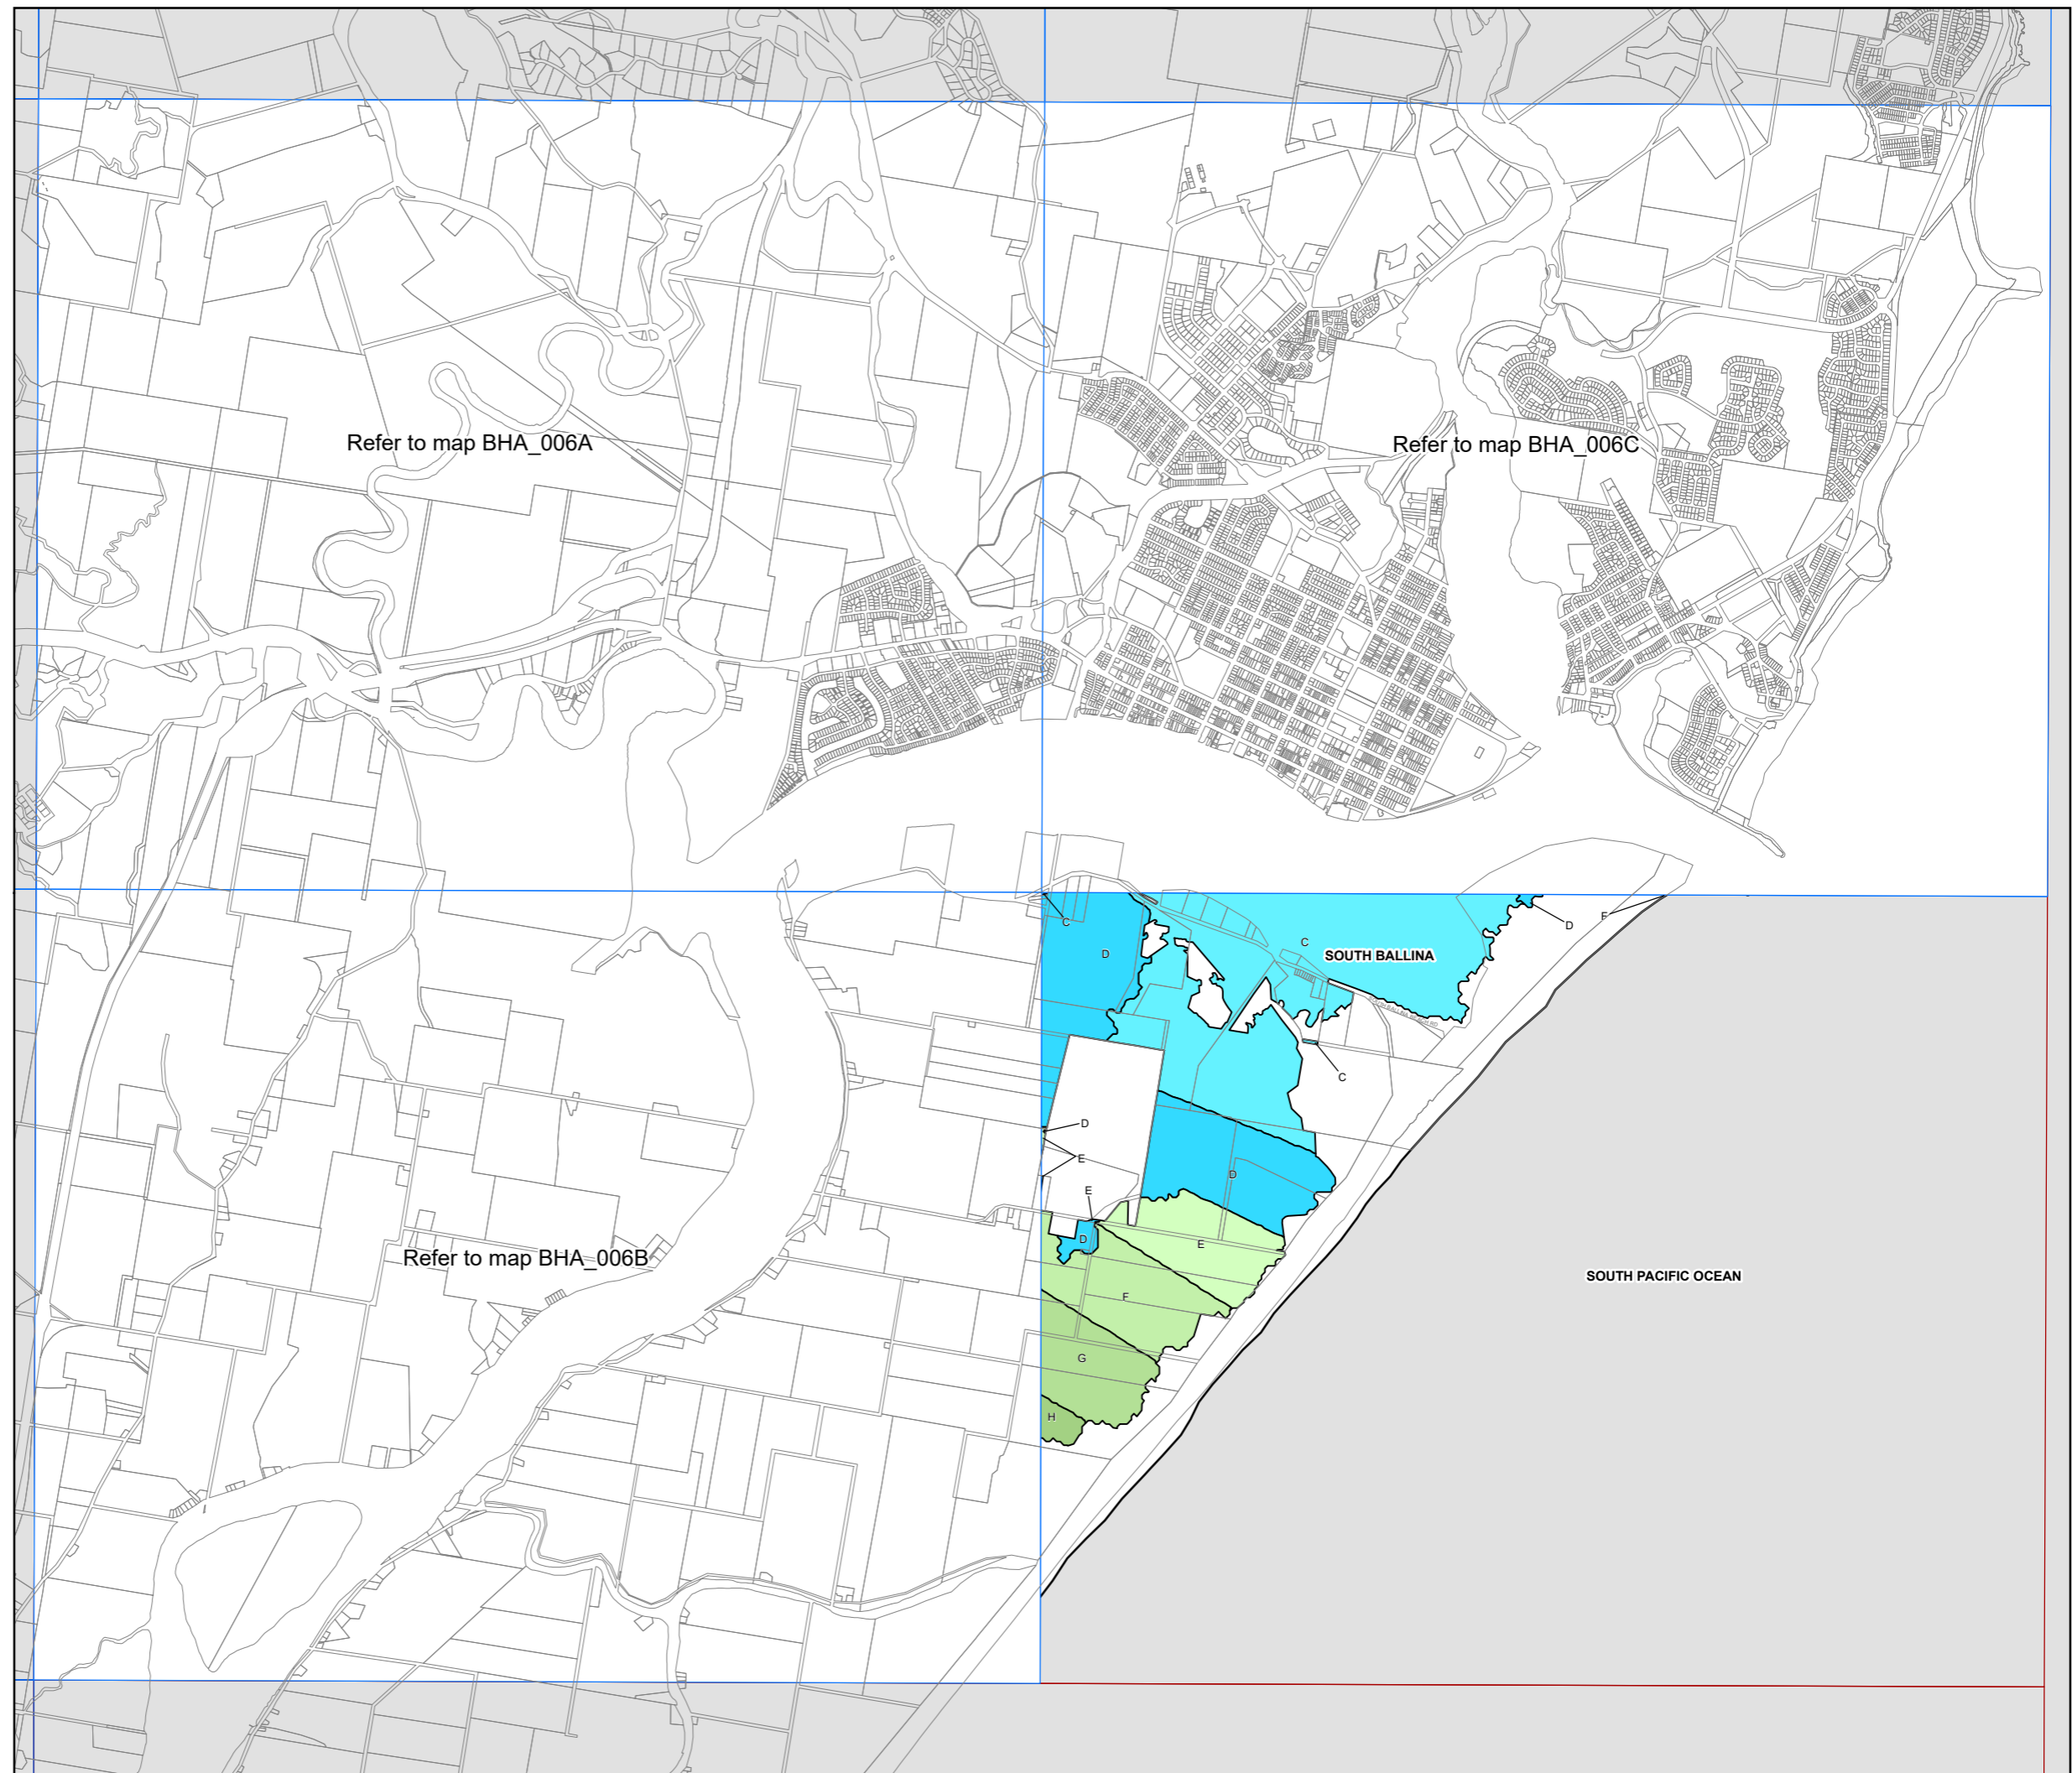 Refer to map BHA_006A
Refer to map BHA_006C
C
D
C
SOUTH BALLINA
D
F
C
D
E
D
E
D
E
F
G
H
Refer to map BHA_006B
SOUTH PACIFIC OCEAN